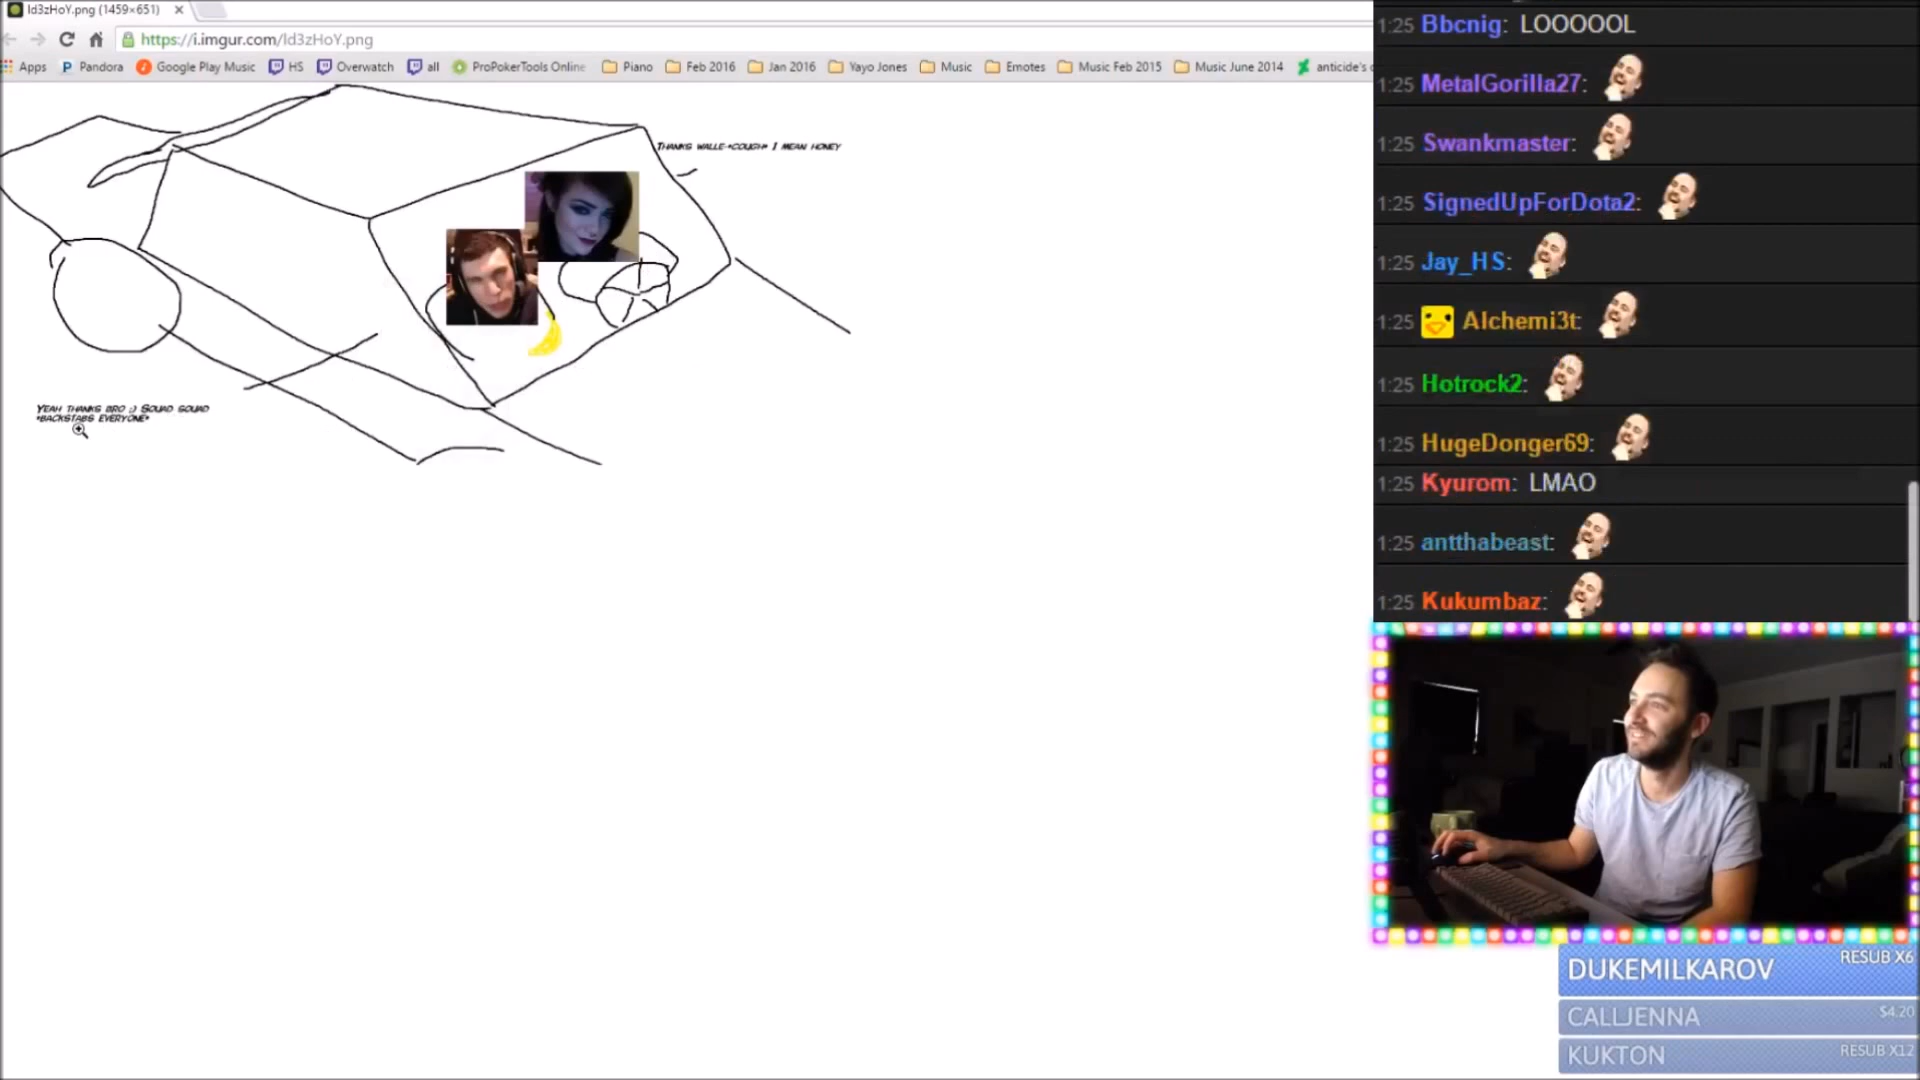 ld3zHoY.png (1459×651)
https://i.imgur.com/ld3zHoY.png
Apps Pandora Google Play Music HS Overwatch all ProPokerTools Online Piano Feb 2016 Jan 2016 Yayo Jones Music Emotes Music Feb 2015 Music June 2014 anticide's
THANKS WALLE-*COUGH* I MEAN HONEY
YEAH THANKS BRO ;) SQUAD SQUAD
*BACKSTABS EVERYONE*
1:25 Bbcnig: LOOOOOL
1:25 MetalGorilla27:
1:25 Swankmaster:
1:25 SignedUpForDota2:
1:25 Jay_HS:
1:25 Alchemi3t:
1:25 Hotrock2:
1:25 HugeDonger69:
1:25 Kyurom: LMAO
1:25 antthabeast:
1:25 Kukumbaz:
DUKEMILKAROV RESUB X6
CALLJENNA $4.20
KUKTON RESUB X12